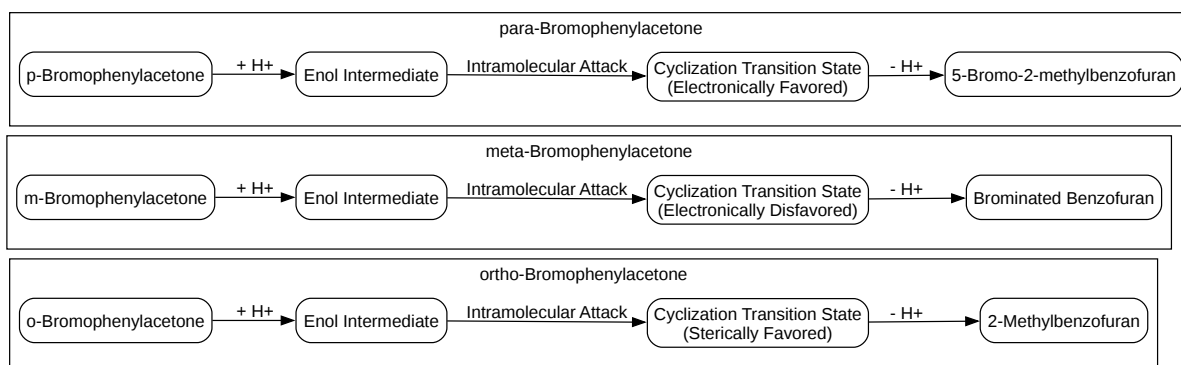 para-Bromophenylacetone
p-Bromophenylacetone
+ H+
Enol Intermediate
Intramolecular Attack
Cyclization Transition State
(Electronically Favored)
- H+
5-Bromo-2-methylbenzofuran
meta-Bromophenylacetone
m-Bromophenylacetone
+ H+
Enol Intermediate
Intramolecular Attack
Cyclization Transition State
(Electronically Disfavored)
- H+
Brominated Benzofuran
ortho-Bromophenylacetone
o-Bromophenylacetone
+ H+
Enol Intermediate
Intramolecular Attack
Cyclization Transition State
(Sterically Favored)
- H+
2-Methylbenzofuran